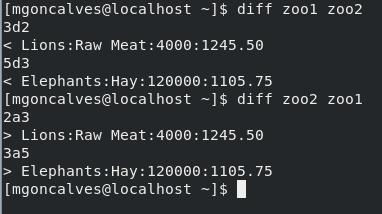 [mgoncalves@localhost ~]$ diff zoo1 zoo2
3d2
< Lions:Raw Meat:4000:1245.50
5d3
< Elephants:Hay:120000:1105.75
[mgoncalves@localhost ~]$ diff zoo2 zoo1
2a3
> Lions:Raw Meat:4000:1245.50
3a5
> Elephants:Hay:120000:1105.75
[mgoncalves@localhost ~]$